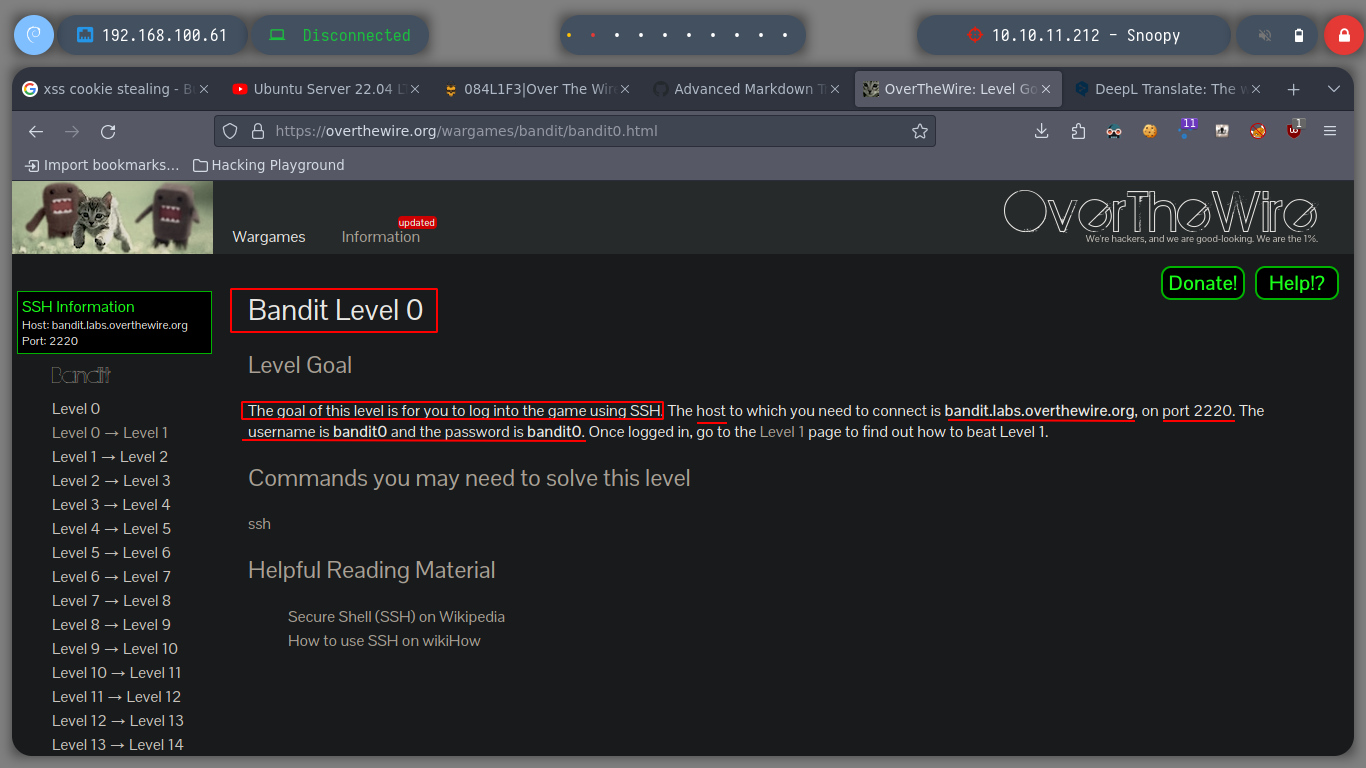 192.168.100.61
Disconnected
10.10.11.212 - Snoopy
xss cookie stealing - B
Ubuntu Server 22.04 LT
084L1F3|Over The Wire
Advanced Markdown T
OverTheWire: Level Go
DeepL Translate: The w
https://overthewire.org/wargames/bandit/bandit0.html
11
1
Import bookmarks...
Hacking Playground
Wargames
Information
updated
OverTheWire
We're hackers, and we are good-looking. We are the 1%.
Donate!
Help!?
SSH Information
Host: bandit.labs.overthewire.org
Port: 2220
Bandit
Level 0
Level 0 → Level 1
Level 1 → Level 2
Level 2 → Level 3
Level 3 → Level 4
Level 4 → Level 5
Level 5 → Level 6
Level 6 → Level 7
Level 7 → Level 8
Level 8 → Level 9
Level 9 → Level 10
Level 10 → Level 11
Level 11 → Level 12
Level 12 → Level 13
Level 13 → Level 14
Bandit Level 0
Level Goal
The goal of this level is for you to log into the game using SSH. The host to which you need to connect is bandit.labs.overthewire.org, on port 2220. The
username is bandit0 and the password is bandit0. Once logged in, go to the Level 1 page to find out how to beat Level 1.
Commands you may need to solve this level
ssh
Helpful Reading Material
Secure Shell (SSH) on Wikipedia
How to use SSH on wikiHow